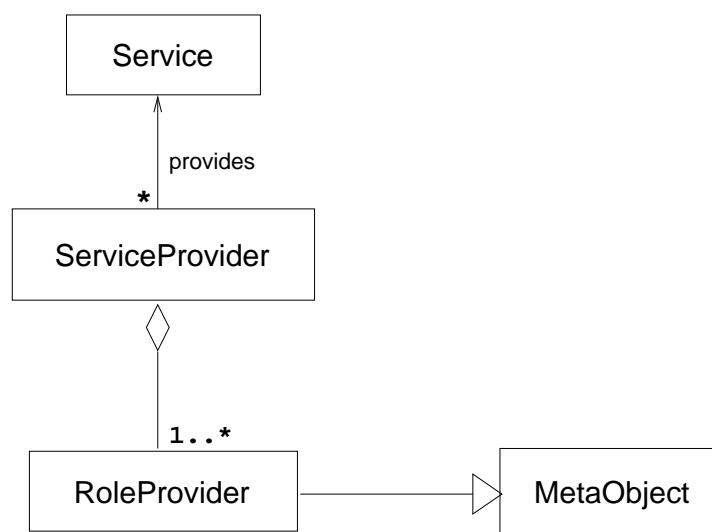 Service
provides
*
ServiceProvider
1..*
RoleProvider
MetaObject